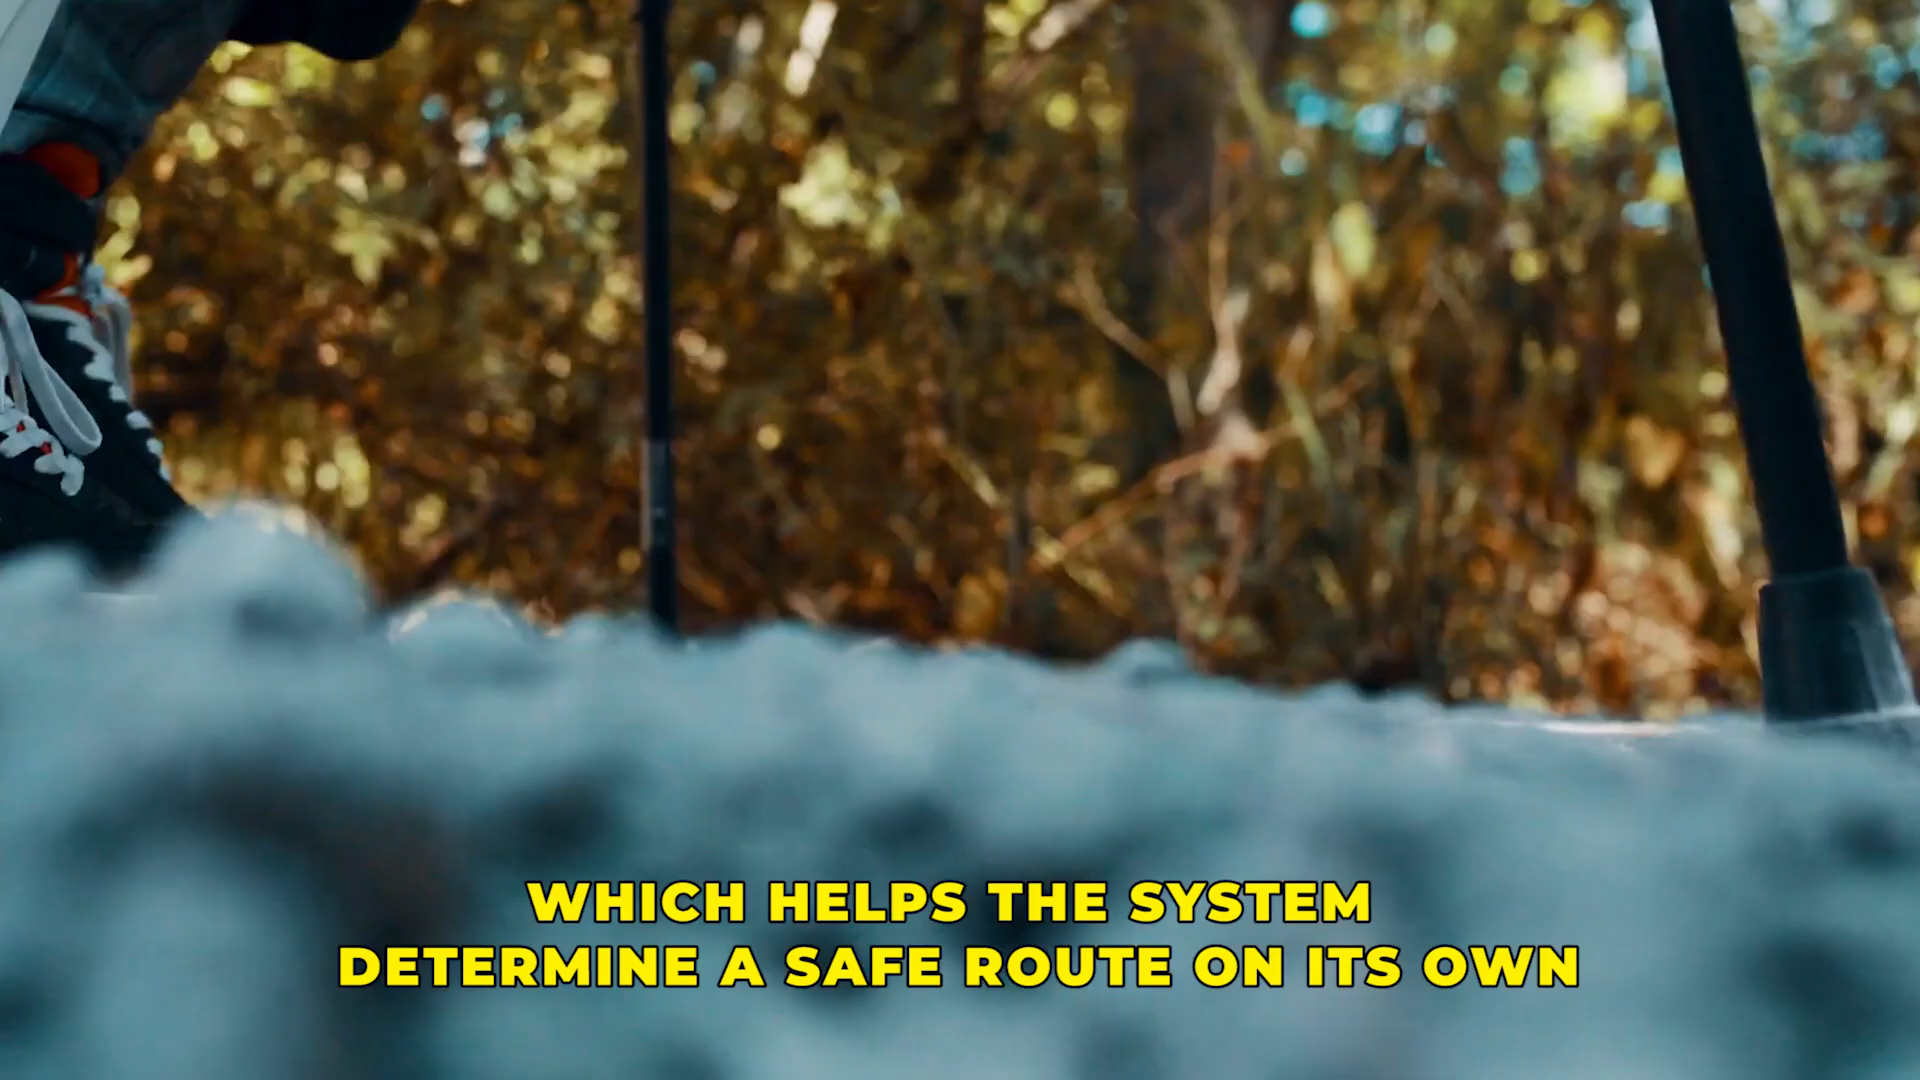 WHICH HELPS THE SYSTEM
DETERMINE A SAFE ROUTE ON ITS OWN